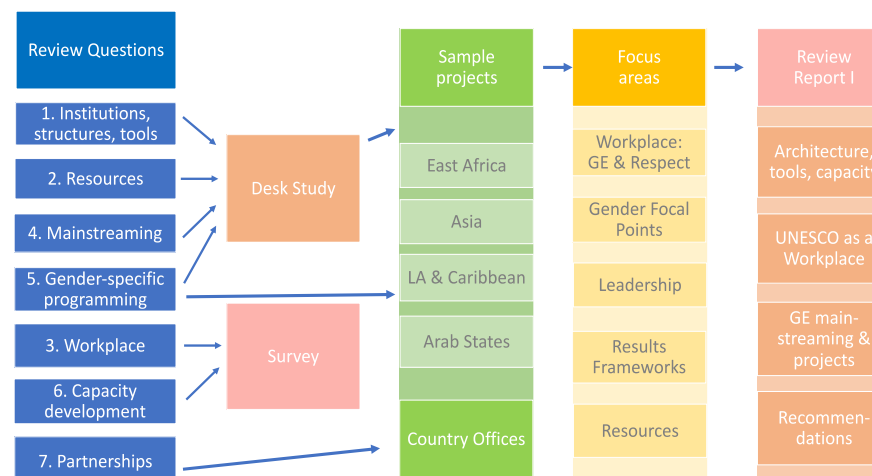 Review Questions
1. Institutions,
structures, tools
2. Resources
4. Mainstreaming
5. Gender-specific
programming
3. Workplace
6. Capacity
development
7. Partnerships
Desk Study
Survey
Sample
projects
East Africa
Asia
LA & Caribbean
Arab States
Country Offices
Focus
areas
Workplace:
GE & Respect
Gender Focal
Points
Leadership
Results
Frameworks
Resources
Review
Report I
Architecture,
tools, capacity
UNESCO as a
Workplace
GE main-
streaming &
projects
Recommen-
dations